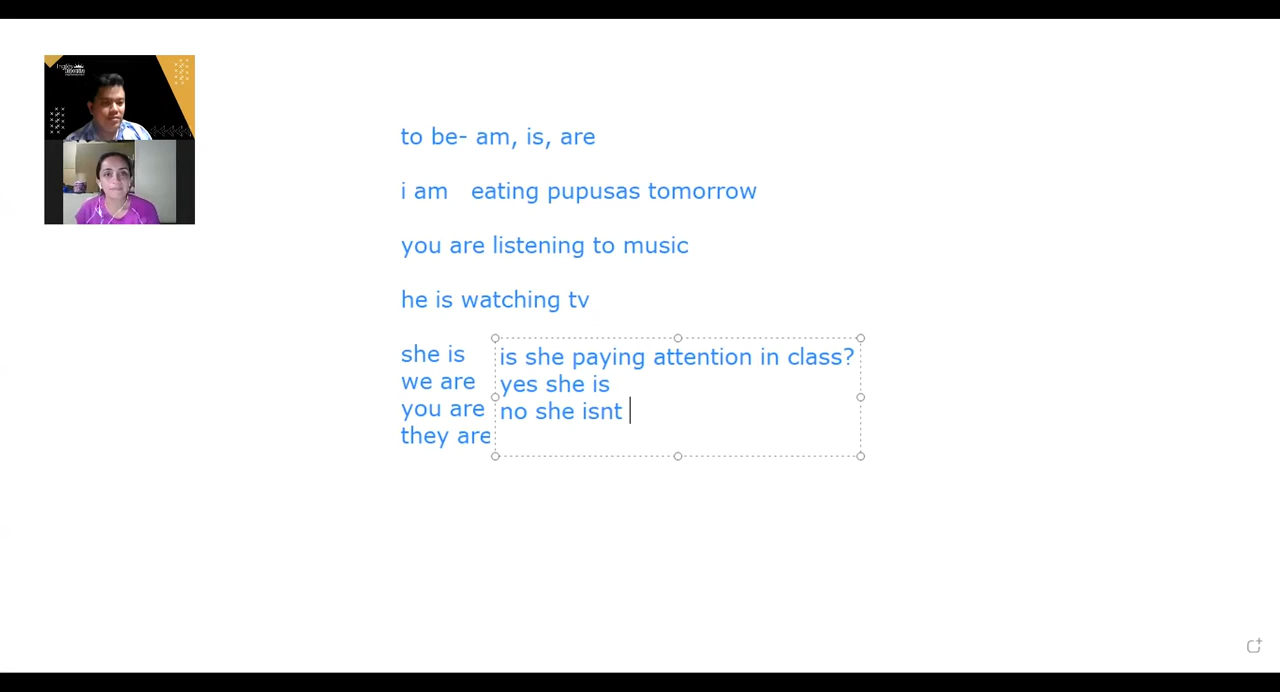 Inglés
to be- am, is, are
i am eating pupusas tomorrow
you are listening to music
he is watching tv
she is
we are
you are
they are
is she paying attention in class?
yes she is
no she isnt